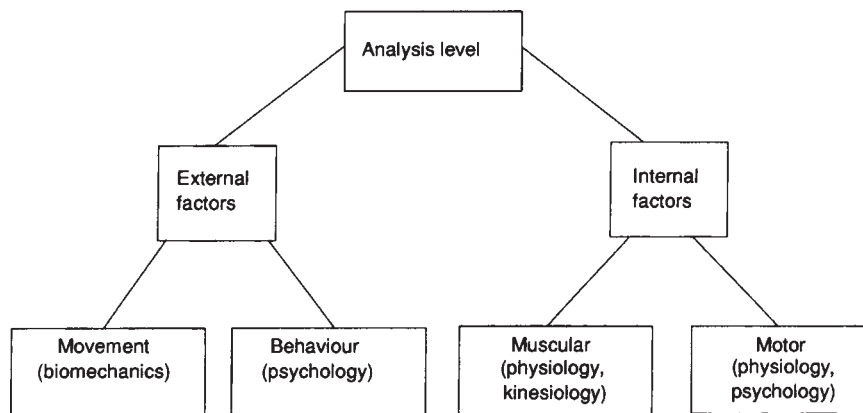 Analysis level
External
factors
Internal
factors
Movement
(biomechanics)
Behaviour
(psychology)
Muscular
(physiology,
kinesiology)
Motor
(physiology,
psychology)